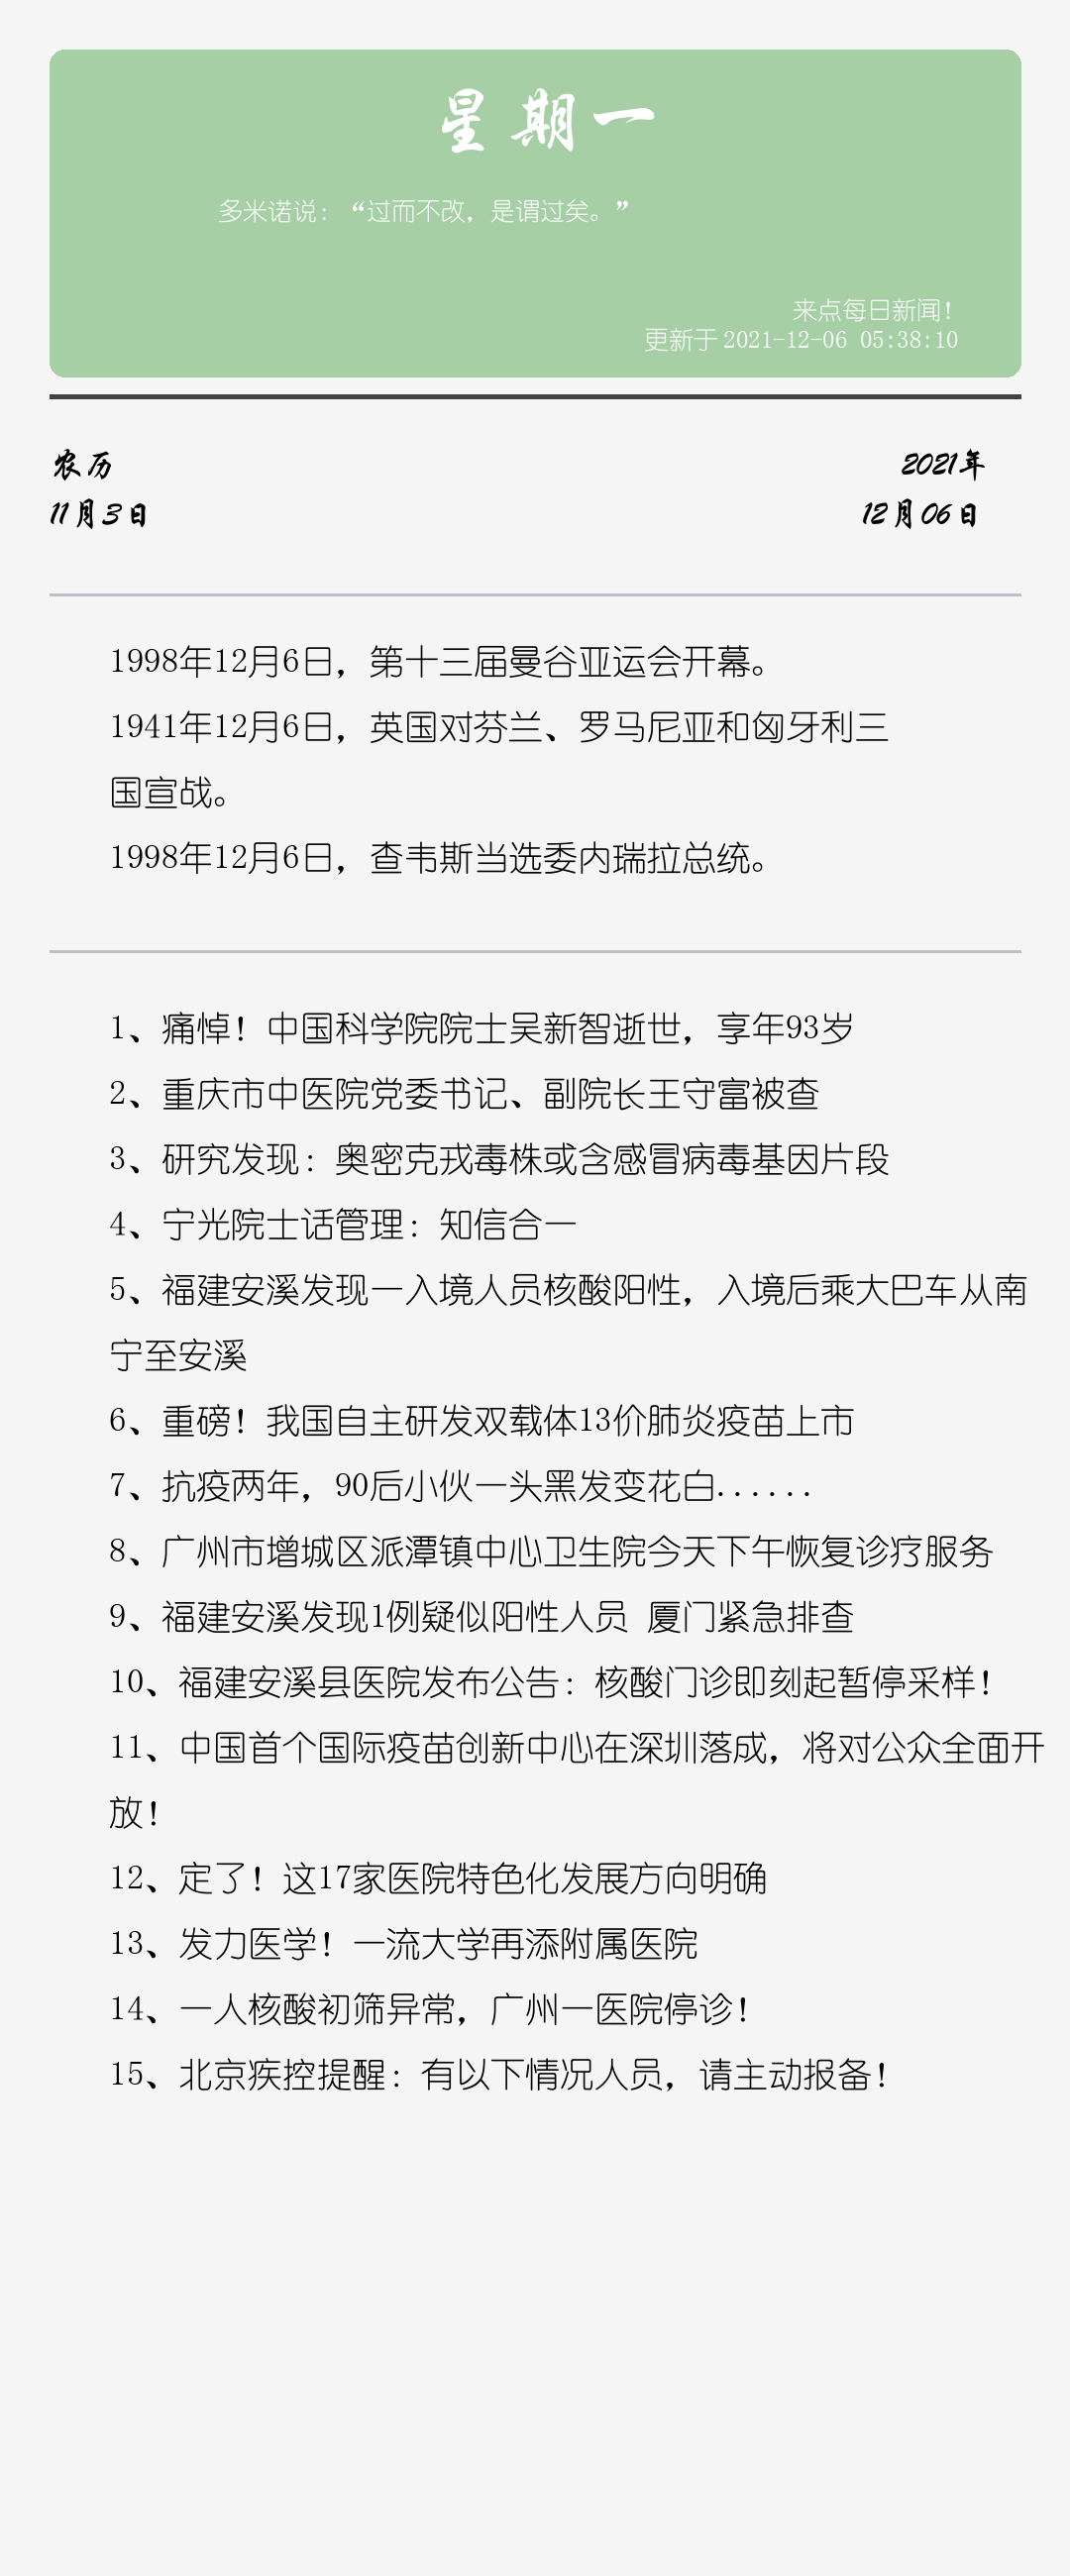 星期一
多米诺说：“过而不改，是谓过矣。”
来点每日新闻！
更新于 2021-12-06 05:38:10
农历
2021年
11月3日
12月06日
1998年12月6日，第十三届曼谷亚运会开幕。
1941年12月6日，英国对芬兰、罗马尼亚和匈牙利三
国宣战。
1998年12月6日，查韦斯当选委内瑞拉总统。
1、痛悼！中国科学院院士吴新智逝世，享年93岁
2、重庆市中医院党委书记、副院长王守富被查
3、研究发现：奥密克戎毒株或含感冒病毒基因片段
4、宁光院士话管理：知信合一
5、福建安溪发现一入境人员核酸阳性，入境后乘大巴车从南
宁至安溪
6、重磅！我国自主研发双载体13价肺炎疫苗上市
7、抗疫两年，90后小伙一头黑发变花白......
8、广州市增城区派潭镇中心卫生院今天下午恢复诊疗服务
9、福建安溪发现1例疑似阳性人员 厦门紧急排查
10、福建安溪县医院发布公告：核酸门诊即刻起暂停采样！
11、中国首个国际疫苗创新中心在深圳落成，将对公众全面开
放！
12、定了！这17家医院特色化发展方向明确
13、发力医学！一流大学再添附属医院
14、一人核酸初筛异常，广州一医院停诊！
15、北京疾控提醒：有以下情况人员，请主动报备！